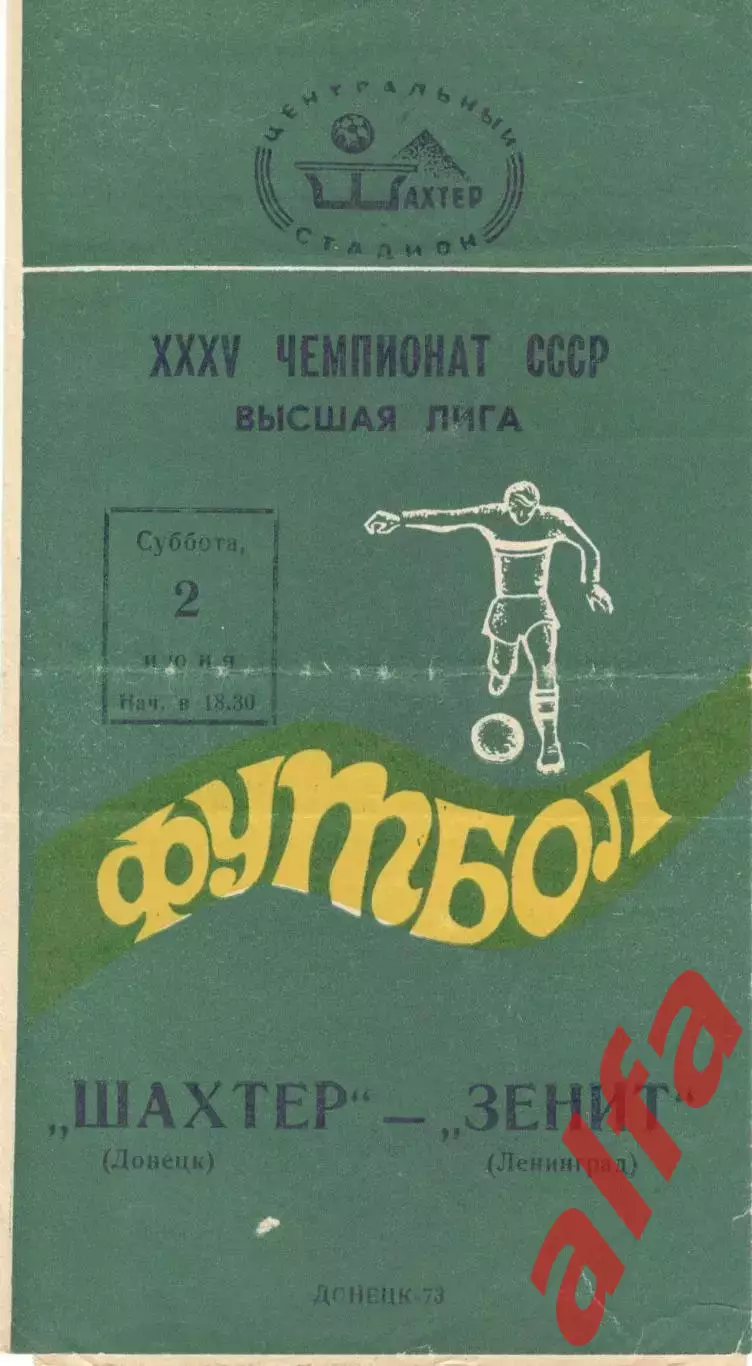 ЦЕНТРАЛЬНЫЙ
ШАХТЕР
СТАДИОН
XXXV ЧЕМПИОНАТ СССР
ВЫСШАЯ ЛИГА
Суббота,
2
июня
Нач. в 18.30
ФУТБОЛ
„ШАХТЕР“ — „ЗЕНИТ“
(Донецк) (Ленинград)
ДОНЕЦК-73
alfa